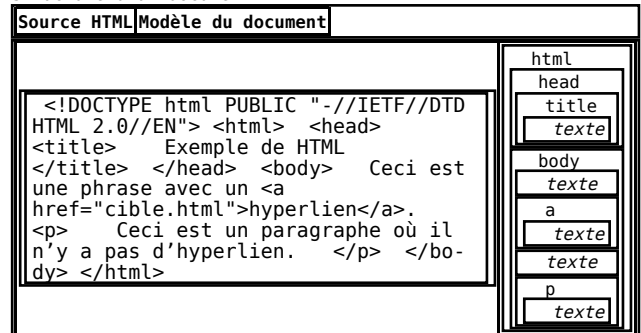 Source HTML
Modèle du document
<!DOCTYPE html PUBLIC "-//IETF//DTD
HTML 2.0//EN"> <html> <head>
<title> Exemple de HTML
</title> </head> <body> Ceci est
une phrase avec un <a
href="cible.html">hyperlien</a>.
<p> Ceci est un paragraphe où il
n'y a pas d’hyperlien. </p> </bo-
dy> </html>
html
head
title
texte
body
texte
a
texte
texte
p
texte